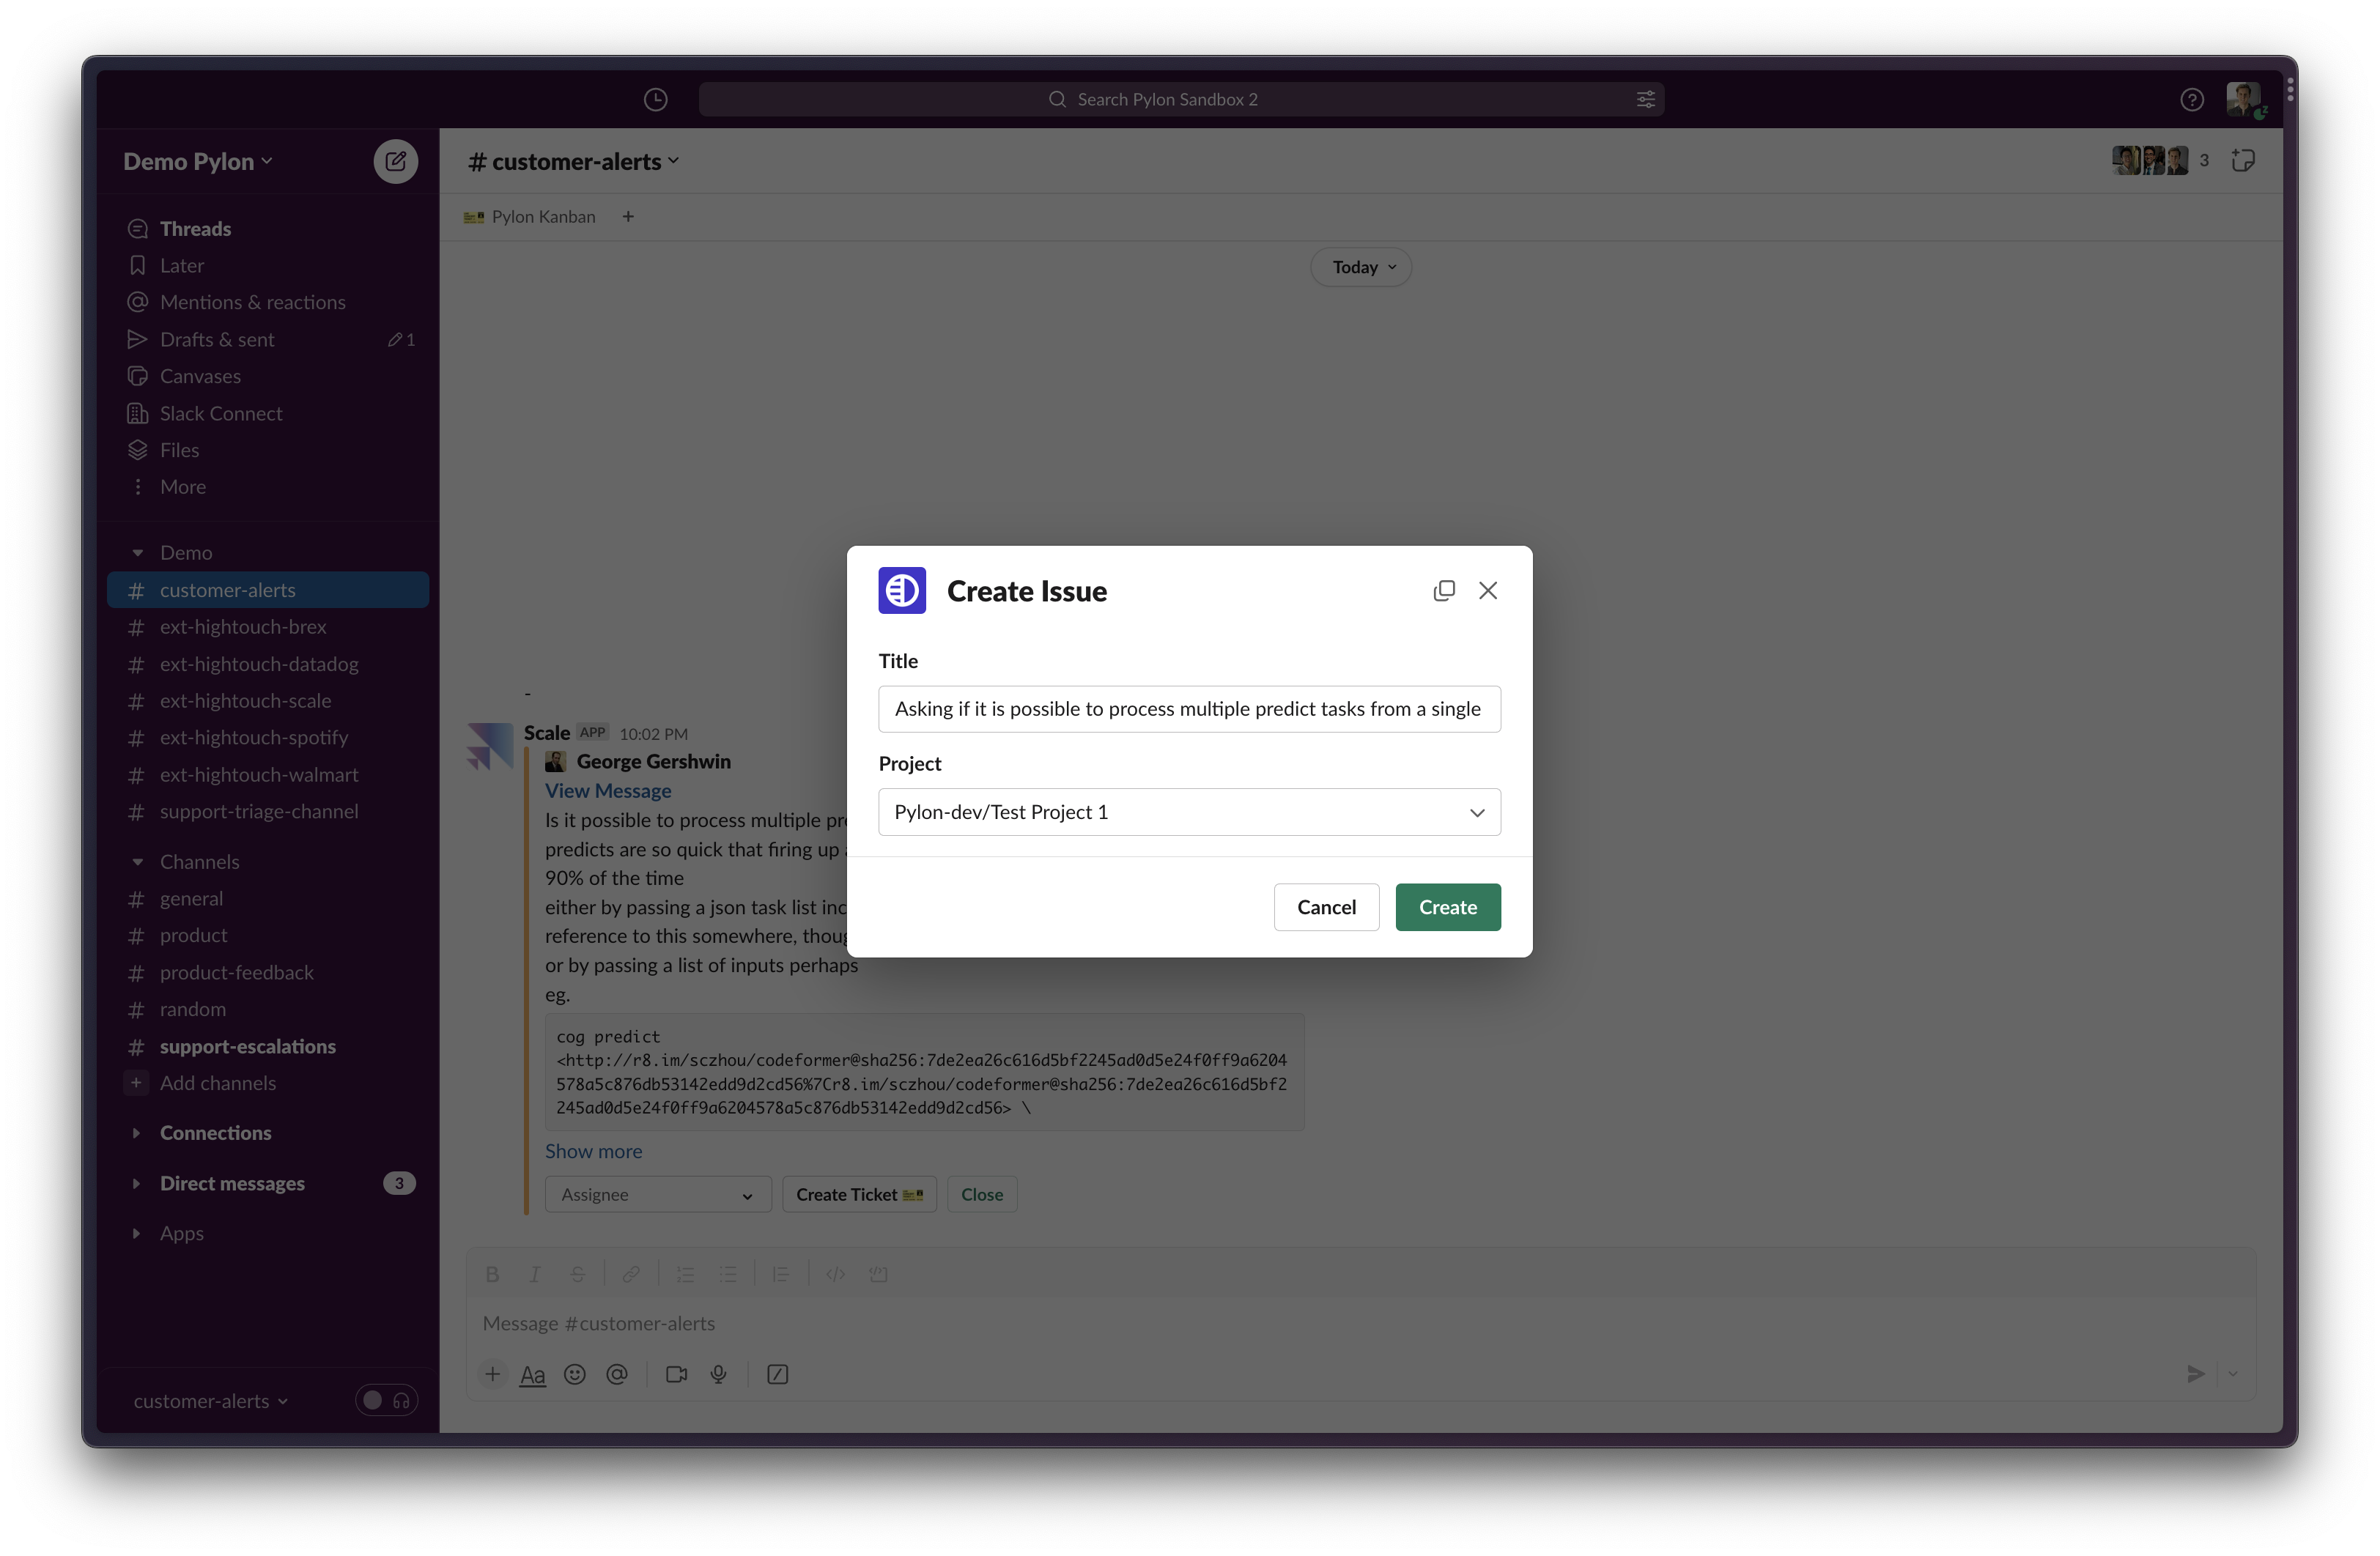 Search Pylon Sandbox 2
Demo Pylon
Threads
Later
Mentions & reactions
Drafts & sent 1
Canvases
Slack Connect
Files
More
Demo
# customer-alerts
# ext-hightouch-brex
# ext-hightouch-datadog
# ext-hightouch-scale
# ext-hightouch-spotify
# ext-hightouch-walmart
# support-triage-channel
Channels
# general
# product
# product-feedback
# random
# support-escalations
+ Add channels
Connections
Direct messages 3
Apps
customer-alerts
# customer-alerts
3
Pylon Kanban +
Today
-
Scale APP 10:02 PM
George Gershwin
View Message
Is it possible to process multiple
predicts are so quick that firing up
90% of the time
either by passing a json task list
reference to this somewhere,
or by passing a list of inputs perhaps
eg.
cog predict
<http://r8.im/sczhou/codeformer@sha256:7de2ea26c616d5bf2245ad0d5e24f0ff9a6204
578a5c876db53142edd9d2cd56%7Cr8.im/sczhou/codeformer@sha256:7de2ea26c616d5bf2
245ad0d5e24f0ff9a6204578a5c876db53142edd9d2cd56> \
Show more
Assignee
Create Ticket
Close
Message #customer-alerts
Create Issue
Title
Asking if it is possible to process multiple predict tasks from a single
Project
Pylon-dev/Test Project 1
Cancel
Create